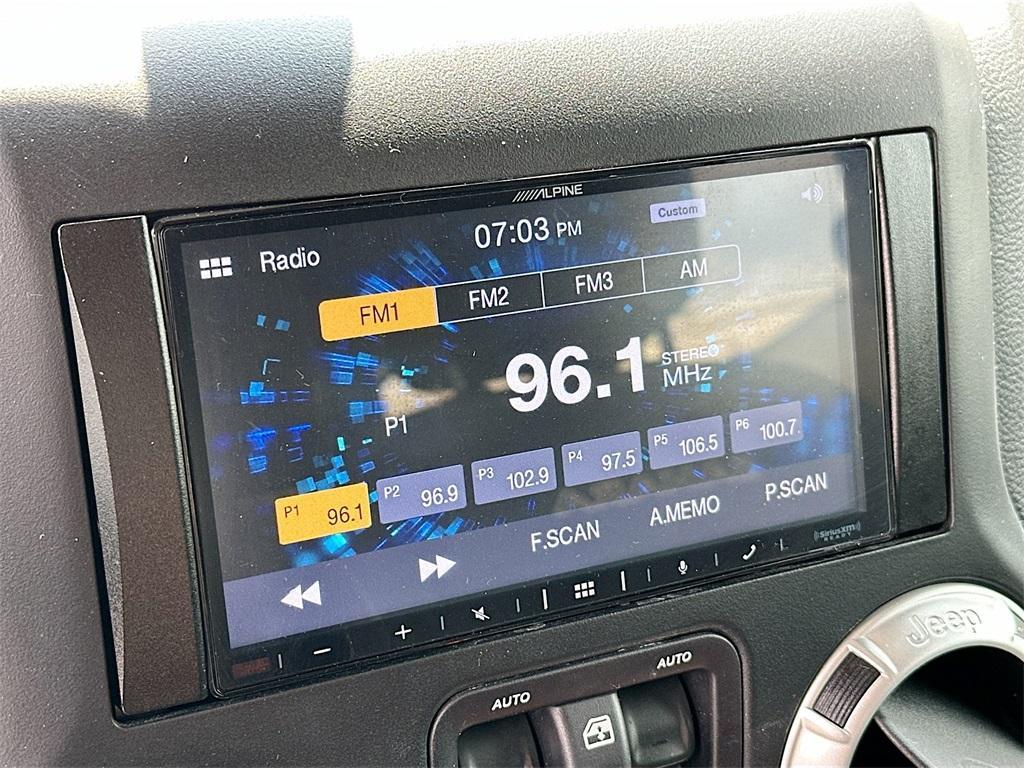 ALPINE
Radio
07:03 PM
Custom
FM1 FM2 FM3 AM
P1
96.1 STEREO
MHz
P1 96.1 P2 96.9 P3 102.9 P4 97.5 P5 106.5 P6 100.7
F.SCAN A.MEMO P.SCAN
SiriusXM
READY
AUTO
AUTO
Jeep